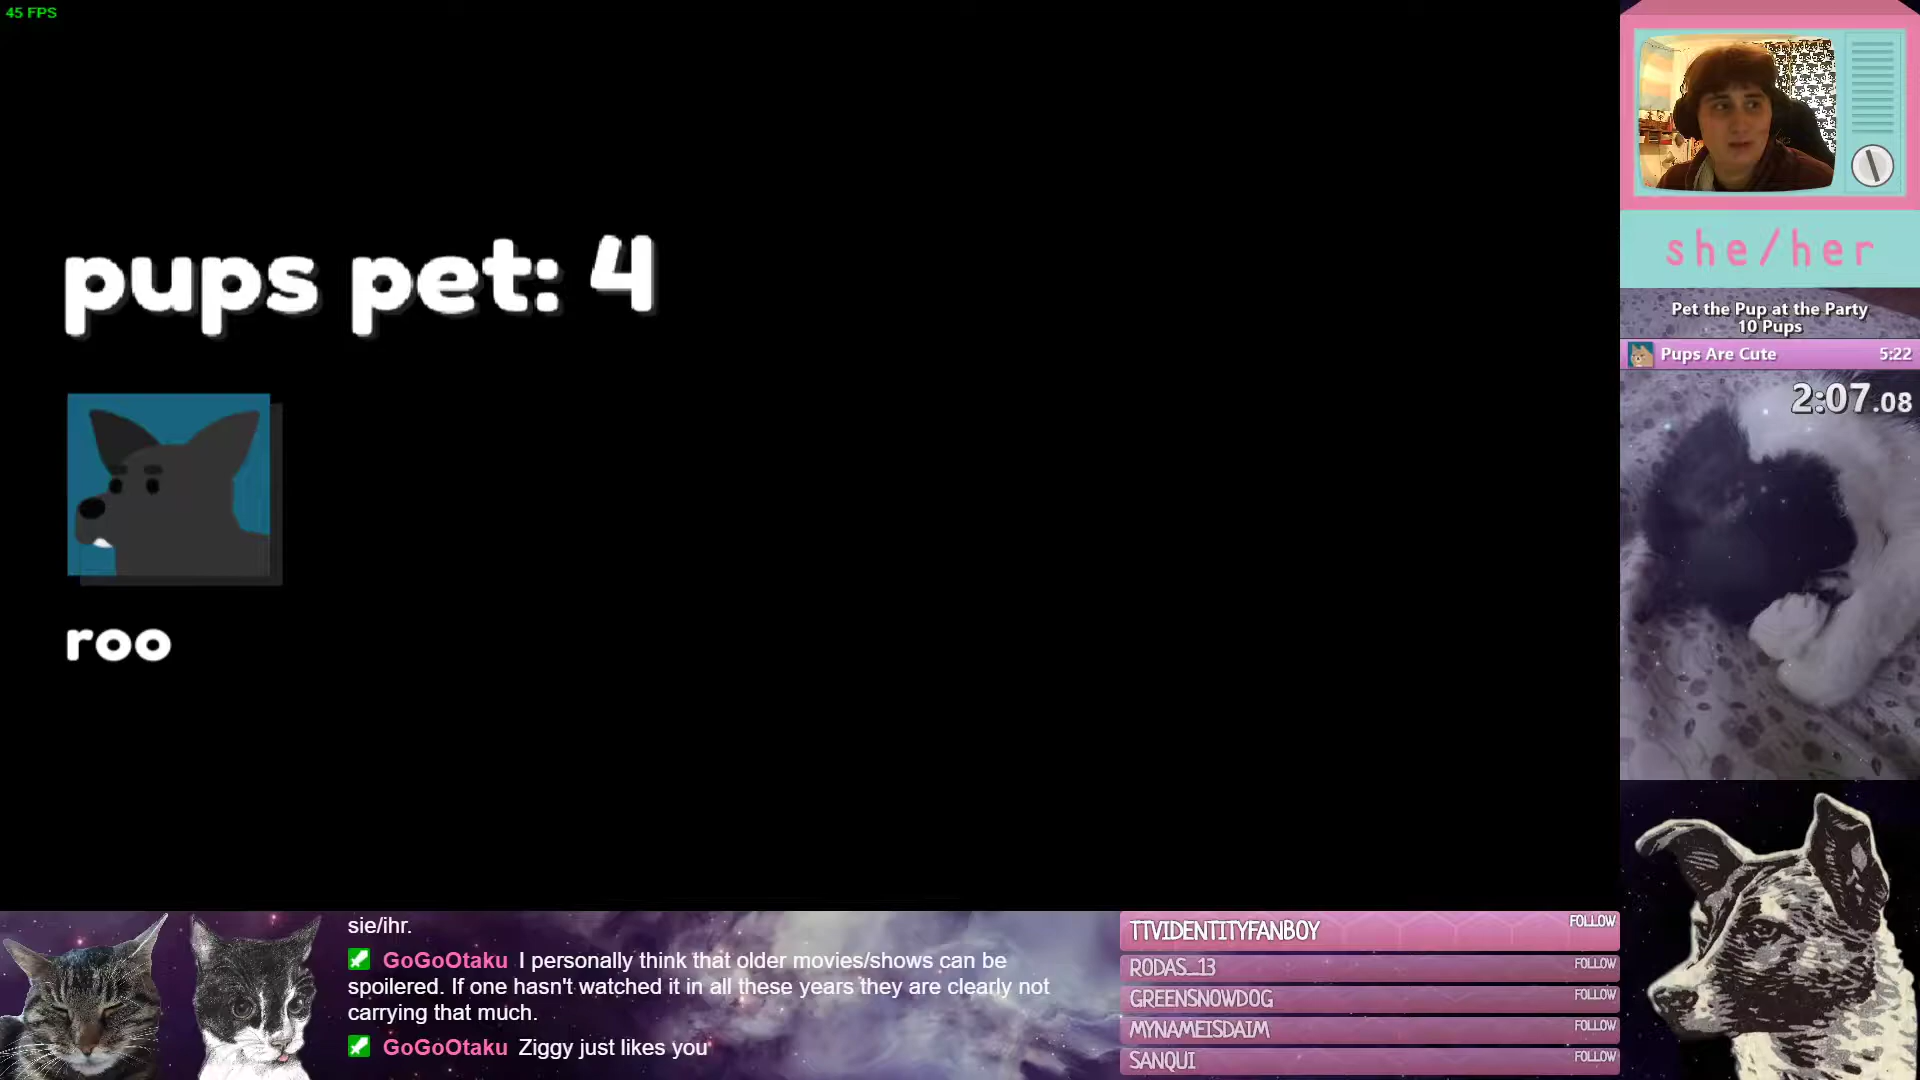 45 FPS
pups pet: 4
roo
she/her
Pet the Pup at the Party
10 Pups
Pups Are Cute 5:22
2:07.08
sie/ihr.
GoGoOtaku I personally think that older movies/shows can be
spoilered. If one hasn't watched it in all these years they are clearly not
carrying that much.
GoGoOtaku Ziggy just likes you
TTVIDENTITYFANBOY FOLLOW
RODAS_13 FOLLOW
GREENSNOWDOG FOLLOW
MYNAMEISDAIM FOLLOW
SANQUI FOLLOW